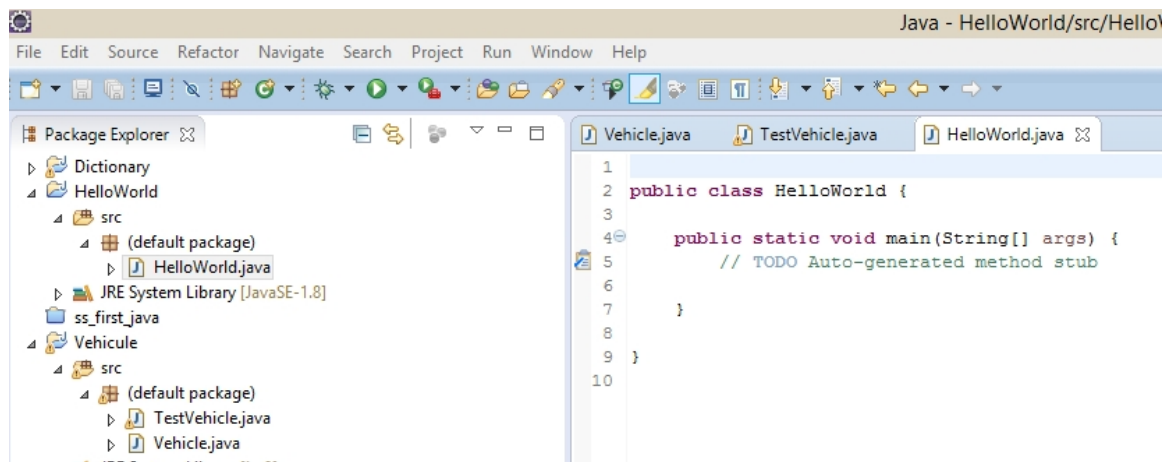 Java - HelloWorld/src/Hello
File Edit Source Refactor Navigate Search Project Run Window Help
Package Explorer
Dictionary
HelloWorld
src
(default package)
HelloWorld.java
JRE System Library [JavaSE-1.8]
ss_first_java
Vehicule
src
(default package)
TestVehicle.java
Vehicle.java
Vehicle.java TestVehicle.java HelloWorld.java
1
2 public class HelloWorld {
3
4 public static void main(String[] args) {
5 // TODO Auto-generated method stub
6
7 }
8
9 }
10